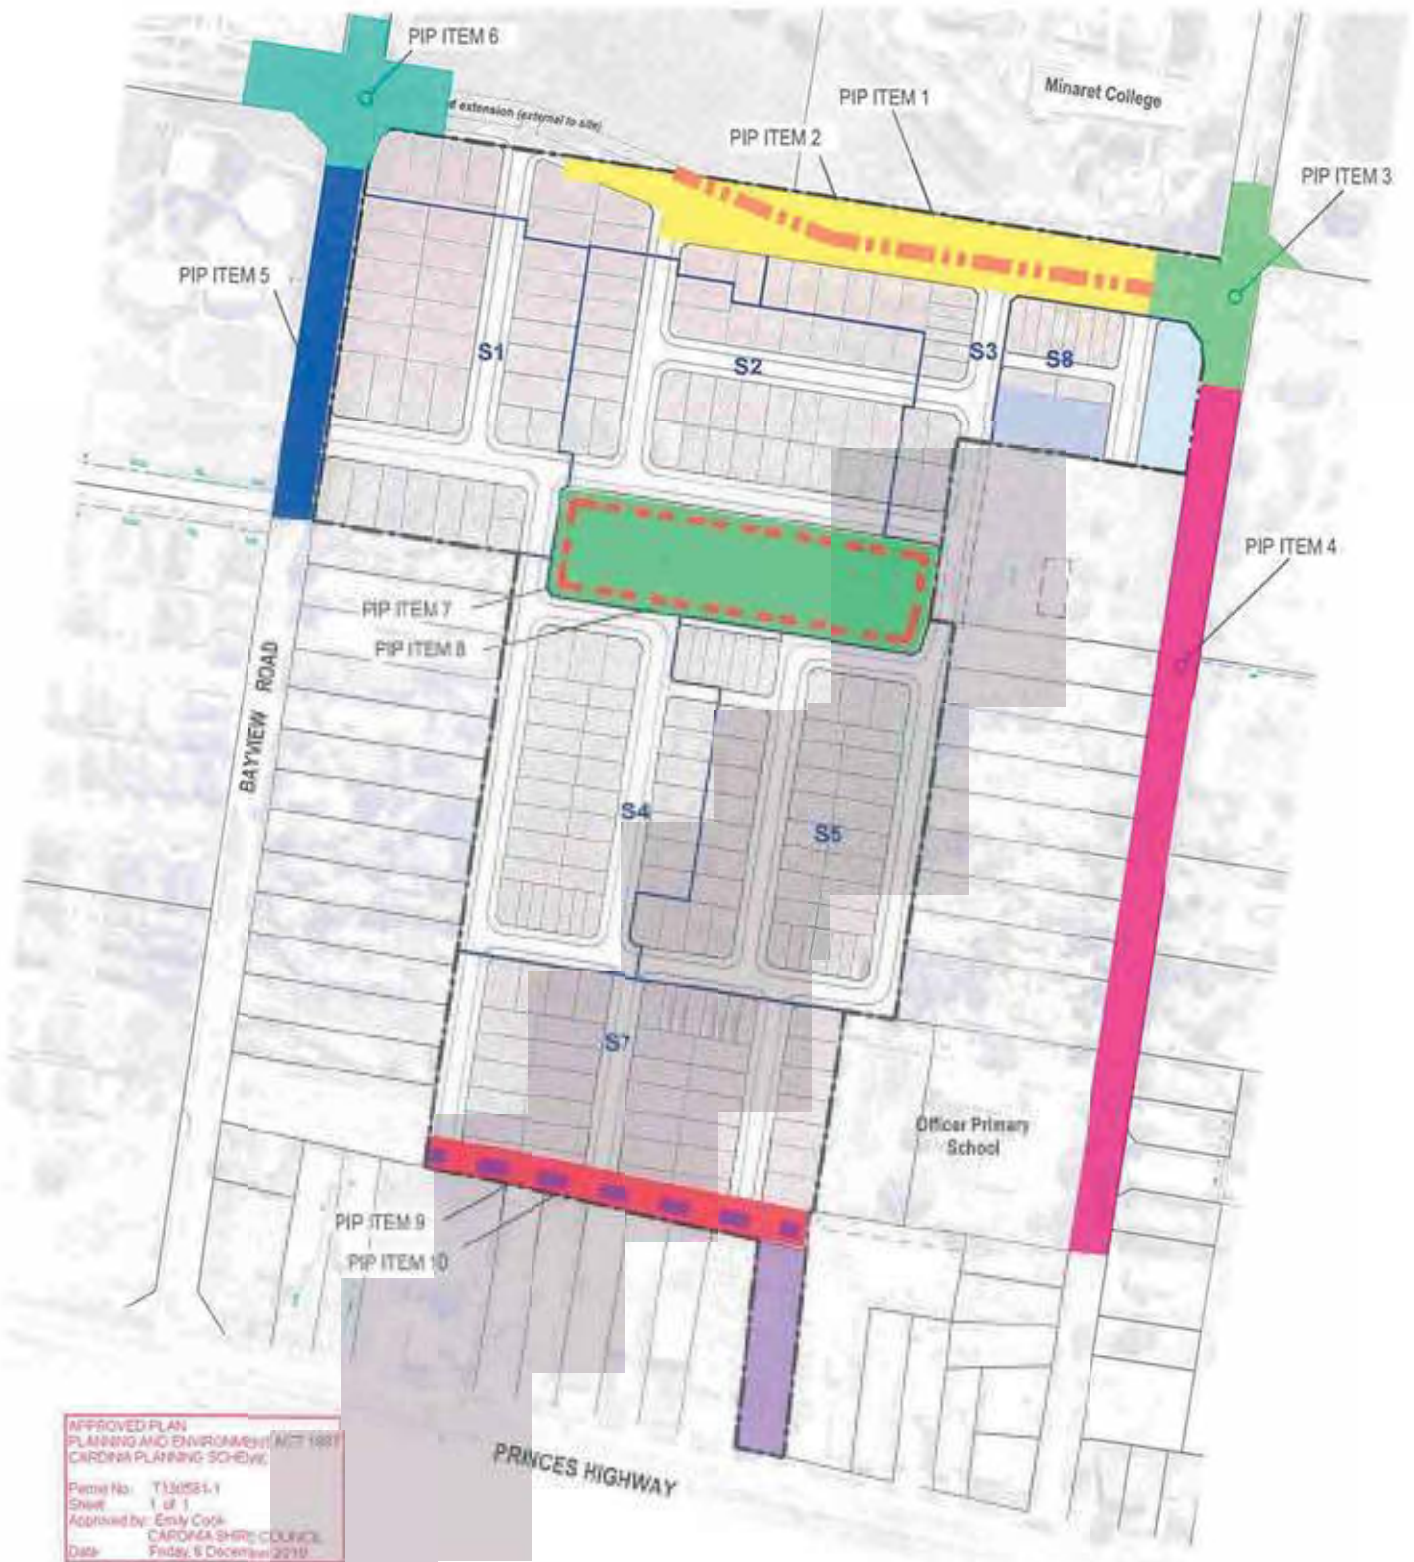 PIP ITEM 6
PIP ITEM 1
Minaret College
extension (external to site)
PIP ITEM 2
PIP ITEM 3
PIP ITEM 5
S1
S2
S3
S8
PIP ITEM 4
PIP ITEM 7
PIP ITEM 8
BAYVIEW ROAD
S4
S5
S7
Officer Primary
School
PIP ITEM 9
PIP ITEM 10
PRINCES HIGHWAY
APPROVED PLAN
PLANNING AND ENVIRONMENT ACT 1987
CARDINIA PLANNING SCHEME
Permit No: T130581-1
Sheet 1 of 1
Approved by: Emily Cook
CARDINIA SHIRE COUNCIL
Date: Friday, 6 December 2019